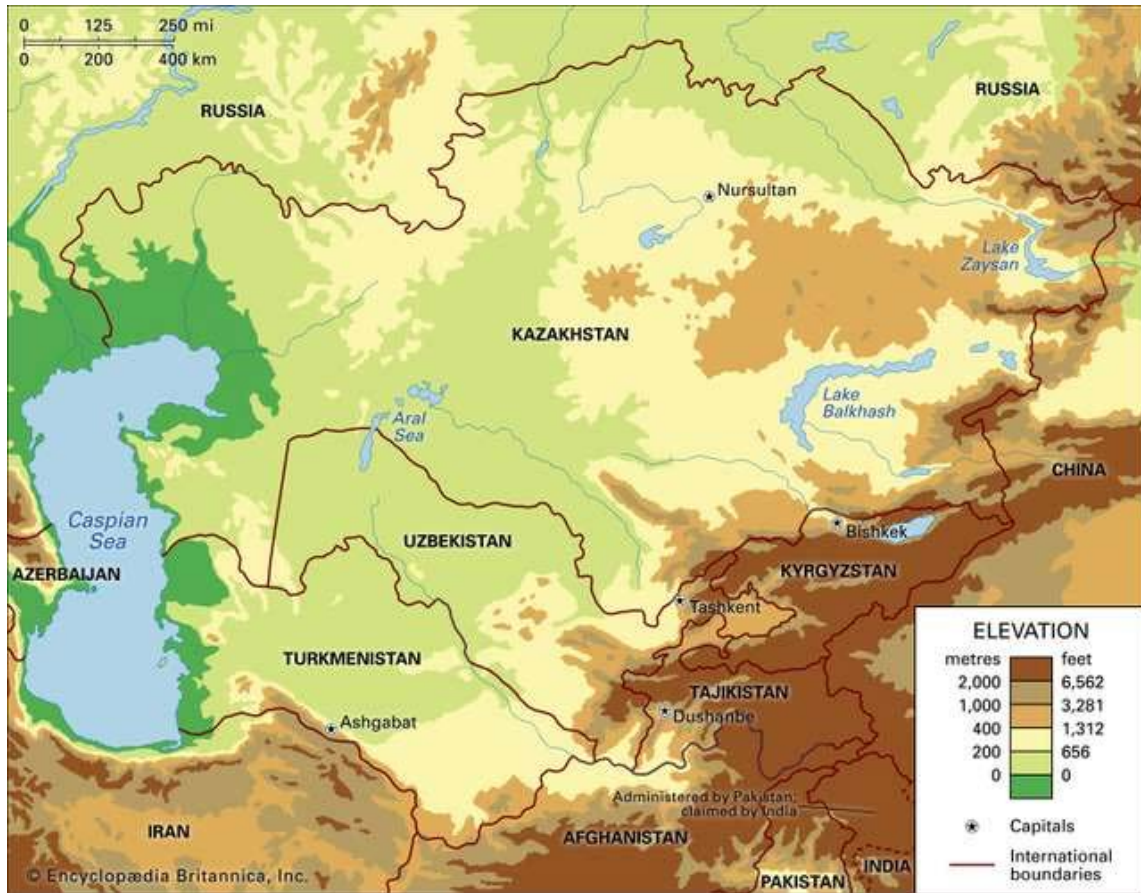 0 125 250 mi
0 200 400 km
RUSSIA
RUSSIA
Nursultan
Lake
Zaysan
KAZAKHSTAN
Aral
Sea
Lake
Balkhash
CHINA
Caspian
Sea
UZBEKISTAN
Bishkek
AZERBAIJAN
KYRGYZSTAN
Tashkent
TURKMENISTAN
TAJIKISTAN
Dushanbe
Ashgabat
Administered by Pakistan;
claimed by India
IRAN
AFGHANISTAN
PAKISTAN
INDIA
ELEVATION
metres feet
2,000 6,562
1,000 3,281
400 1,312
200 656
0 0
Capitals
International
boundaries
© Encyclopædia Britannica, Inc.